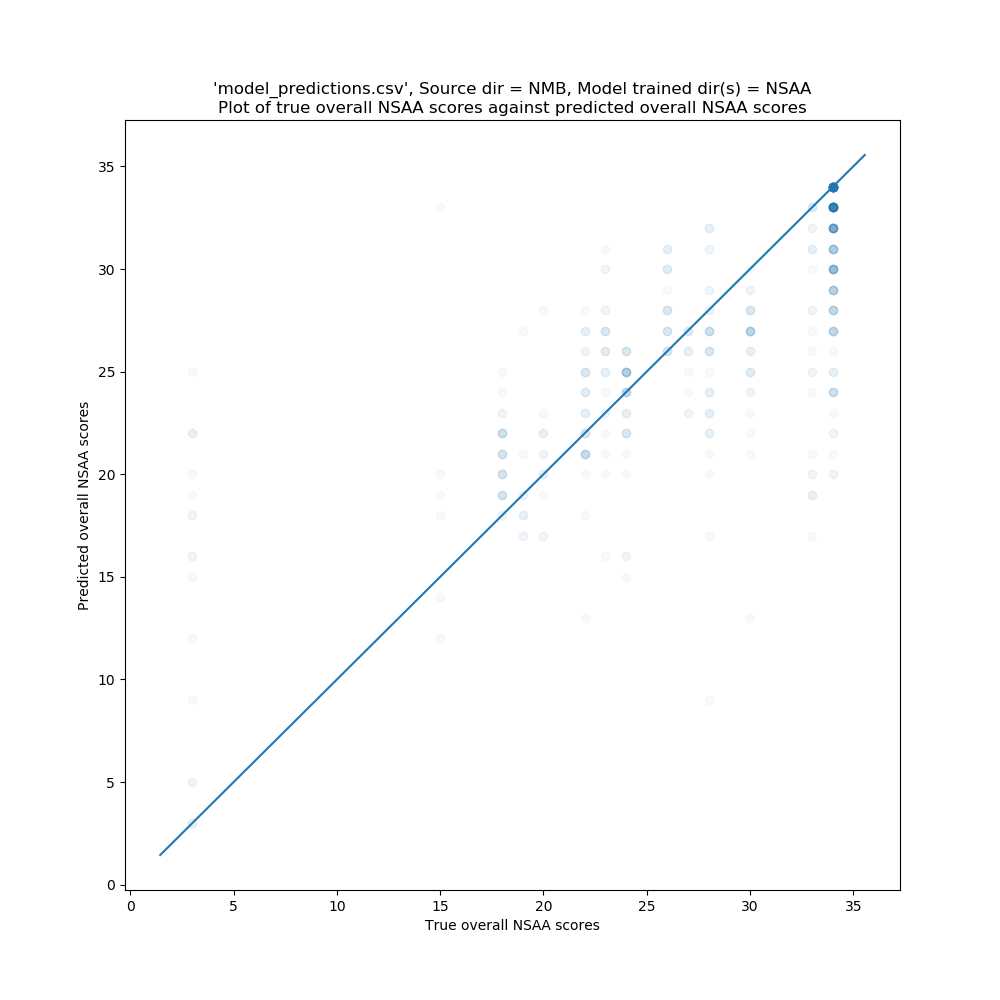 'model_predictions.csv', Source dir = NMB, Model trained dir(s) = NSAA
Plot of true overall NSAA scores against predicted overall NSAA scores
35
30
25
20
15
10
5
0
Predicted overall NSAA scores
0 5 10 15 20 25 30 35
True overall NSAA scores